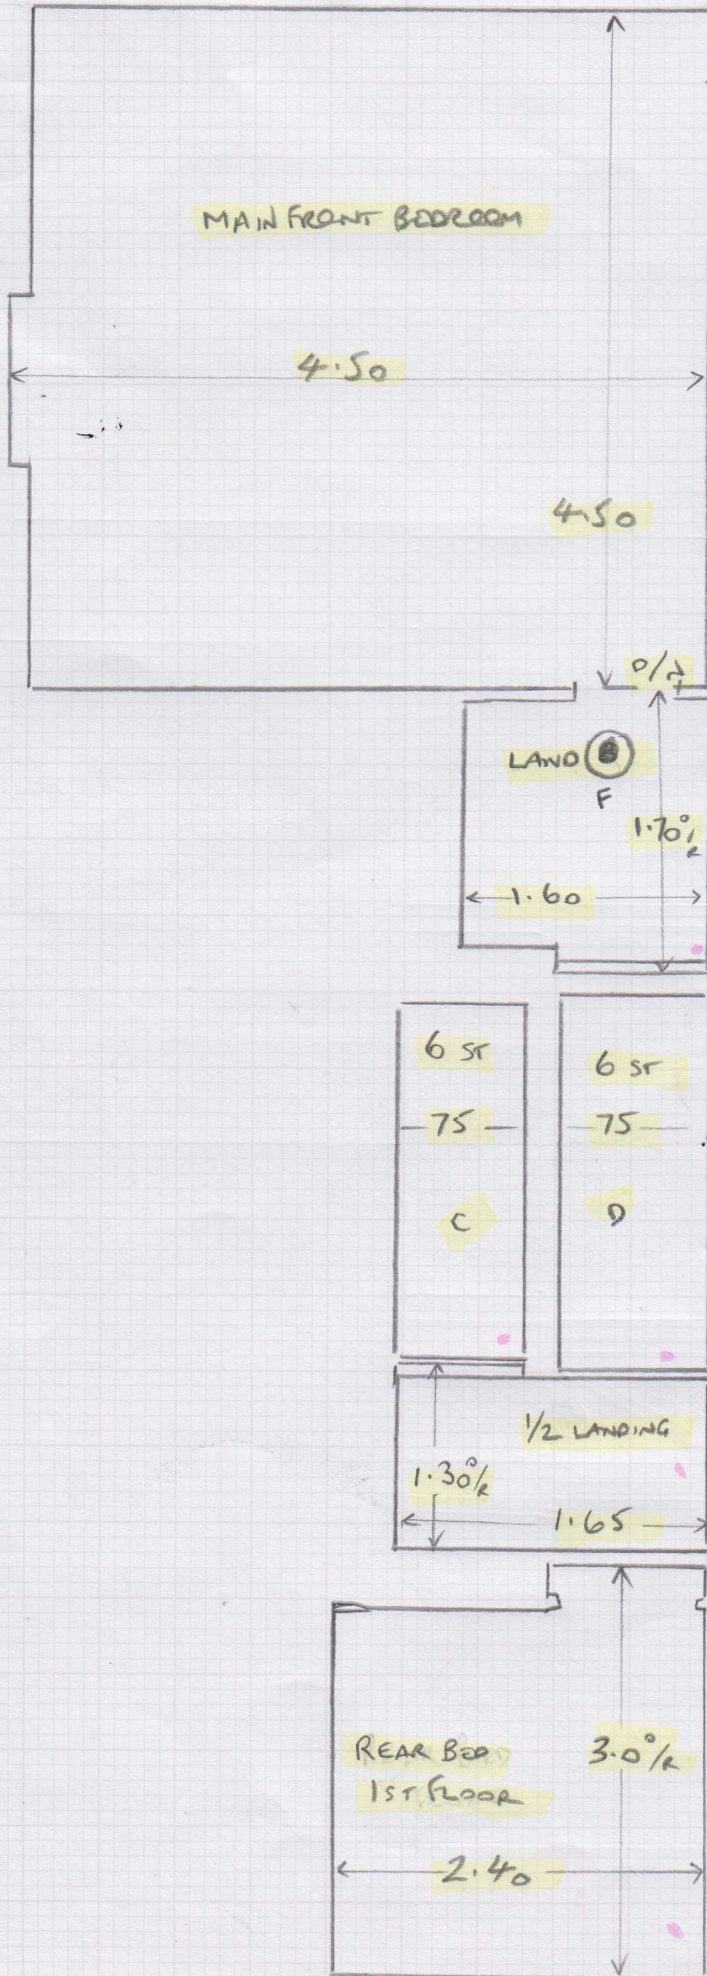 MAIN FRONT BEDROOM
4.50
4.50
LAND
F
1.70 O/R
1.60
6 ST
75
C
6 ST
75
D
1/2 LANDING
1.30 O/R
1.65
REAR BED
1ST FLOOR
3.0 O/R
2.40